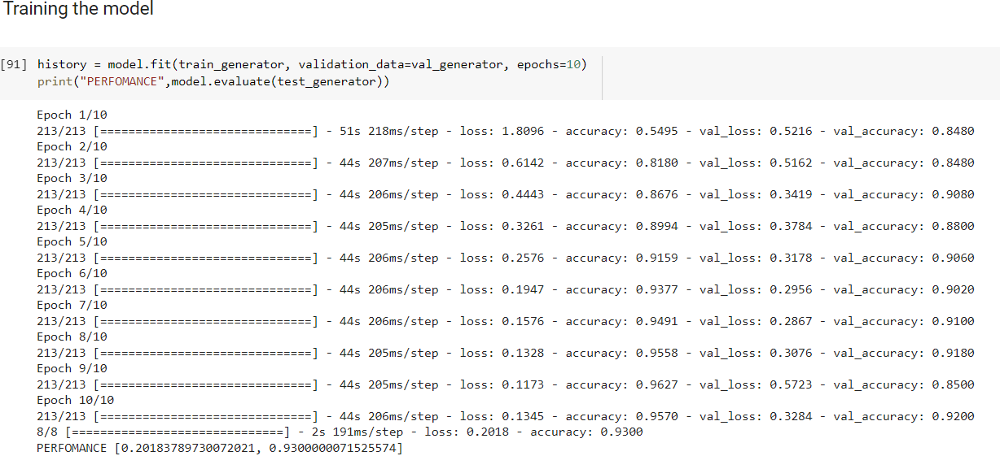 Training the model
[91] history = model.fit(train_generator, validation_data=val_generator, epochs=10)
print("PERFOMANCE",model.evaluate(test_generator))
Epoch 1/10
213/213 [==============================] - 51s 218ms/step - loss: 1.8096 - accuracy: 0.5495 - val_loss: 0.5216 - val_accuracy: 0.8480
Epoch 2/10
213/213 [==============================] - 44s 207ms/step - loss: 0.6142 - accuracy: 0.8180 - val_loss: 0.5162 - val_accuracy: 0.8480
Epoch 3/10
213/213 [==============================] - 44s 206ms/step - loss: 0.4443 - accuracy: 0.8676 - val_loss: 0.3419 - val_accuracy: 0.9080
Epoch 4/10
213/213 [==============================] - 44s 205ms/step - loss: 0.3261 - accuracy: 0.8994 - val_loss: 0.3784 - val_accuracy: 0.8800
Epoch 5/10
213/213 [==============================] - 44s 206ms/step - loss: 0.2576 - accuracy: 0.9159 - val_loss: 0.3178 - val_accuracy: 0.9060
Epoch 6/10
213/213 [==============================] - 44s 206ms/step - loss: 0.1947 - accuracy: 0.9377 - val_loss: 0.2956 - val_accuracy: 0.9020
Epoch 7/10
213/213 [==============================] - 44s 206ms/step - loss: 0.1576 - accuracy: 0.9491 - val_loss: 0.2867 - val_accuracy: 0.9100
Epoch 8/10
213/213 [==============================] - 44s 205ms/step - loss: 0.1328 - accuracy: 0.9558 - val_loss: 0.3076 - val_accuracy: 0.9180
Epoch 9/10
213/213 [==============================] - 44s 205ms/step - loss: 0.1173 - accuracy: 0.9627 - val_loss: 0.5723 - val_accuracy: 0.8500
Epoch 10/10
213/213 [==============================] - 44s 206ms/step - loss: 0.1345 - accuracy: 0.9570 - val_loss: 0.3284 - val_accuracy: 0.9200
8/8 [==============================] - 2s 191ms/step - loss: 0.2018 - accuracy: 0.9300
PERFOMANCE [0.20183789730072021, 0.9300000071525574]